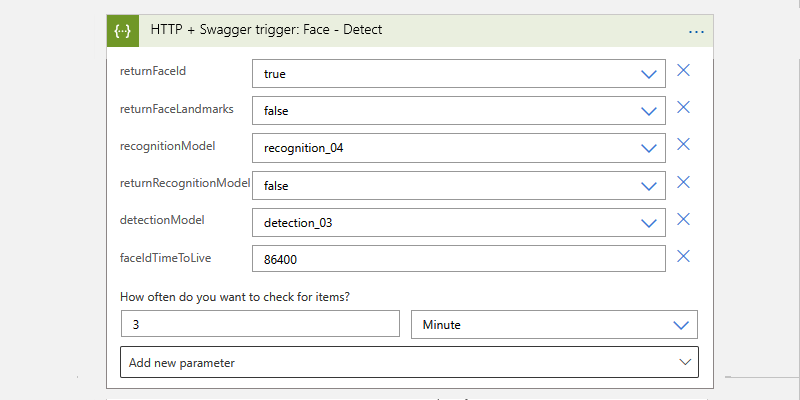 HTTP + Swagger trigger: Face - Detect
returnFaceId true
returnFaceLandmarks false
recognitionModel recognition_04
returnRecognitionModel false
detectionModel detection_03
faceIdTimeToLive 86400
How often do you want to check for items?
3 Minute
Add new parameter